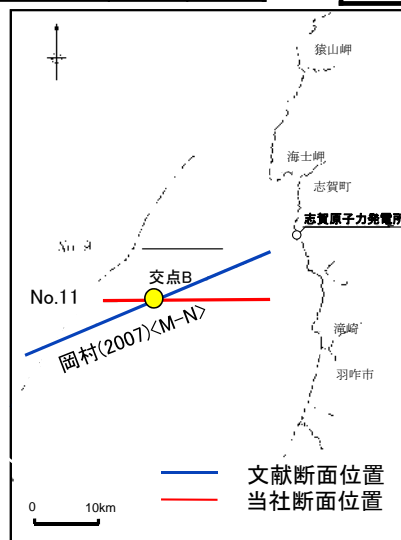 猿山岬
海士岬
志賀町
志賀原子力発電所
交点B
No.11
岡村(2007)<M-N>
滝崎
羽咋市
文献断面位置
当社断面位置
0 10km